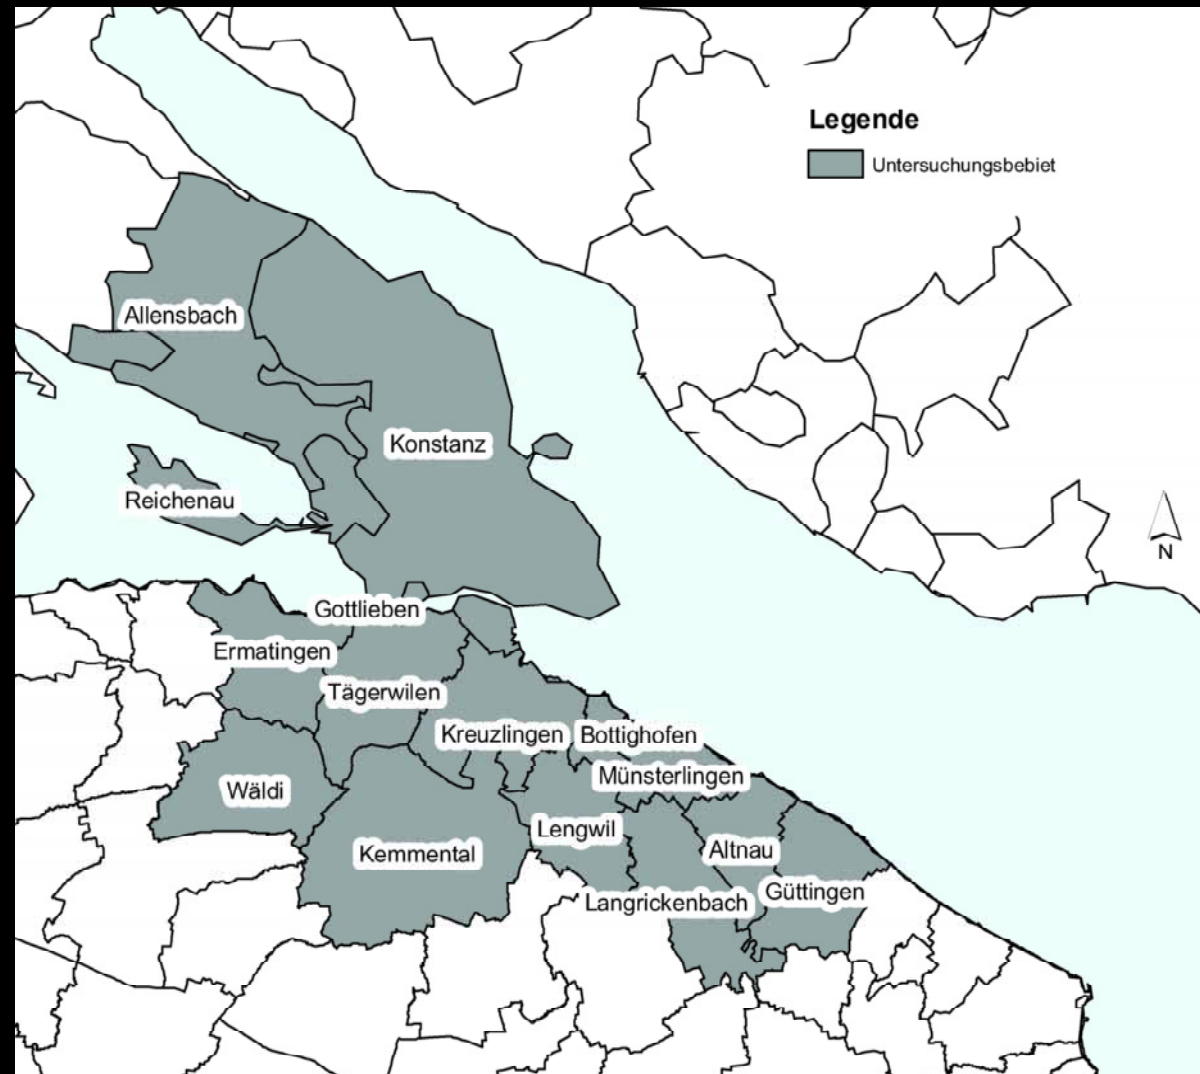 Legende
Untersuchungsbebiet
Allensbach
Konstanz
Reichenau
N
Gottlieben
Ermatingen
Tägerwilen
Kreuzlingen
Bottighofen
Münsterlingen
Wäldi
Lengwil
Kemmental
Altnau
Güttingen
Langrickenbach